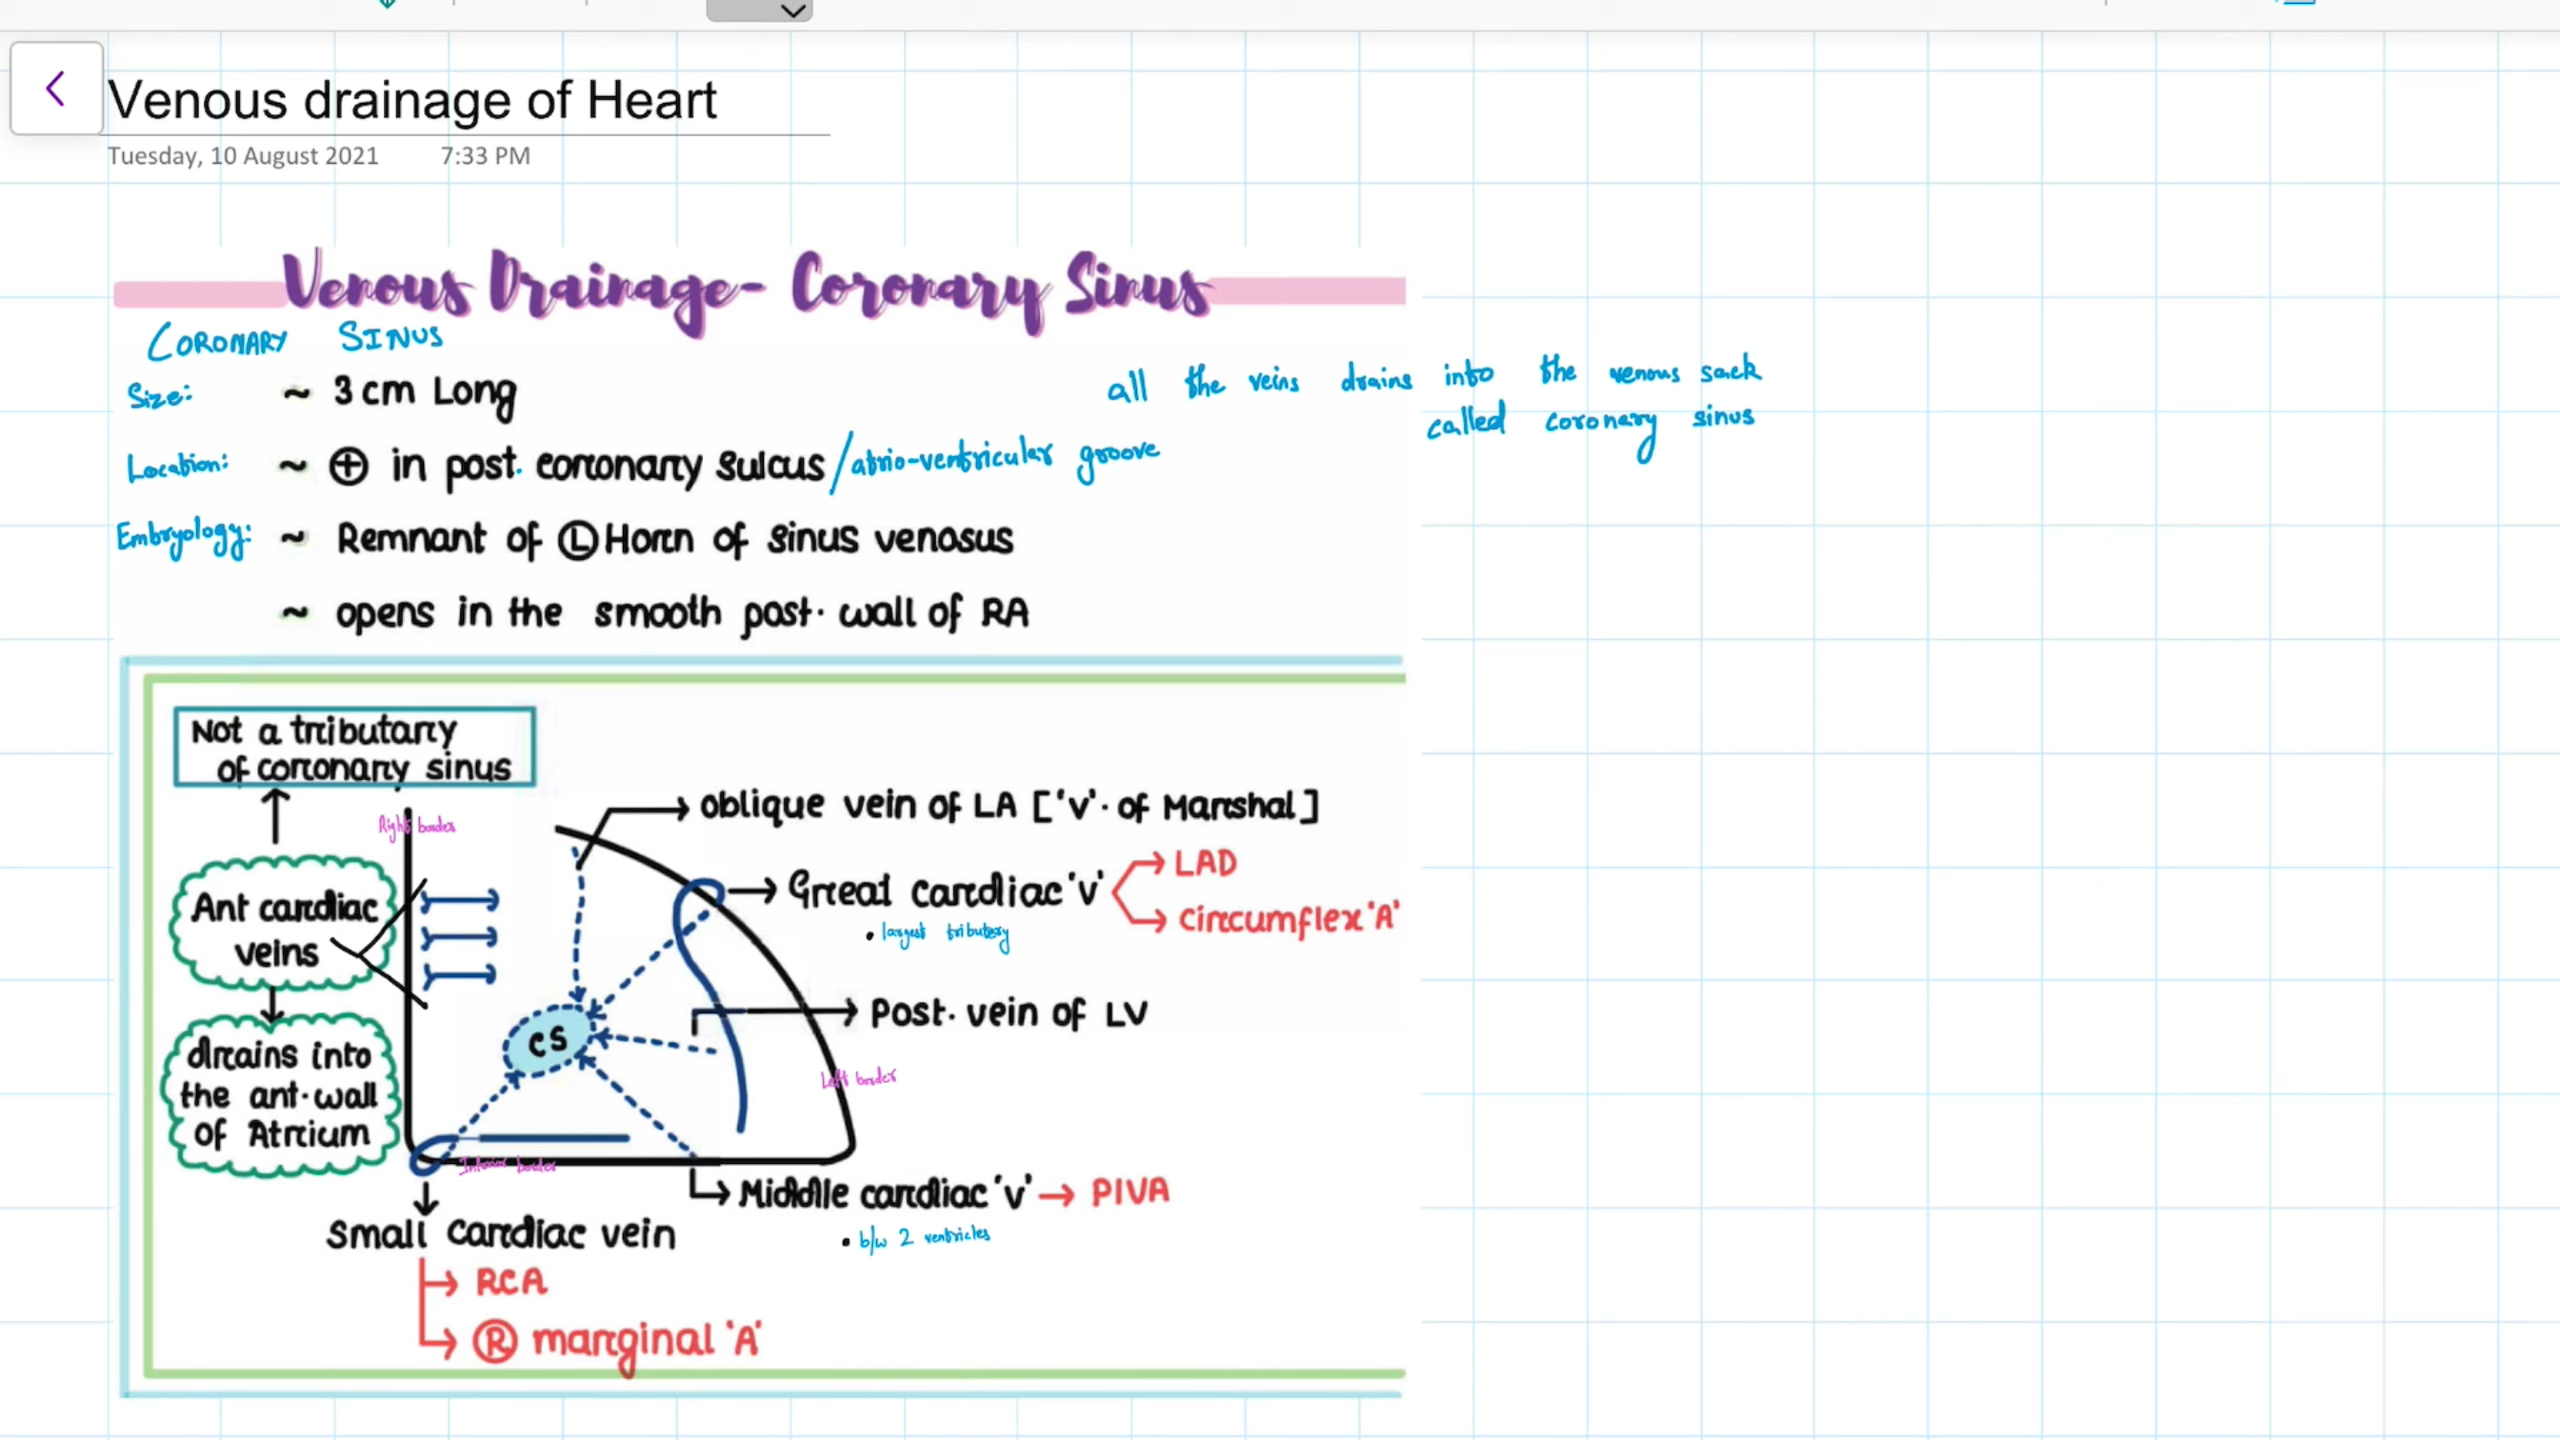 Venous drainage of Heart
Tuesday, 10 August 2021 7:33 PM
Venous Drainage- Coronary Sinus
CORONARY SINUS
Size: ~ 3 cm Long
all the veins drains into the venous sack
called coronary sinus
Location: ~ ⊕ in post. coronary sulcus / atrio-ventricular groove
Embryology: ~ Remnant of Ⓛ Horn of sinus venosus
~ opens in the smooth post. wall of RA
Not a tributary
of coronary sinus
Right border
oblique vein of LA ['v'. of Marshal]
Ant cardiac
veins
Great cardiac 'v'
→ LAD
→ circumflex 'A'
• largest tributary
Post. vein of LV
CS
drains into
the ant. wall
of Atrium
Left border
Inferior border
Middle cardiac 'v' → PIVA
• b/w 2 ventricles
Small cardiac vein
→ RCA
→ Ⓡ marginal 'A'